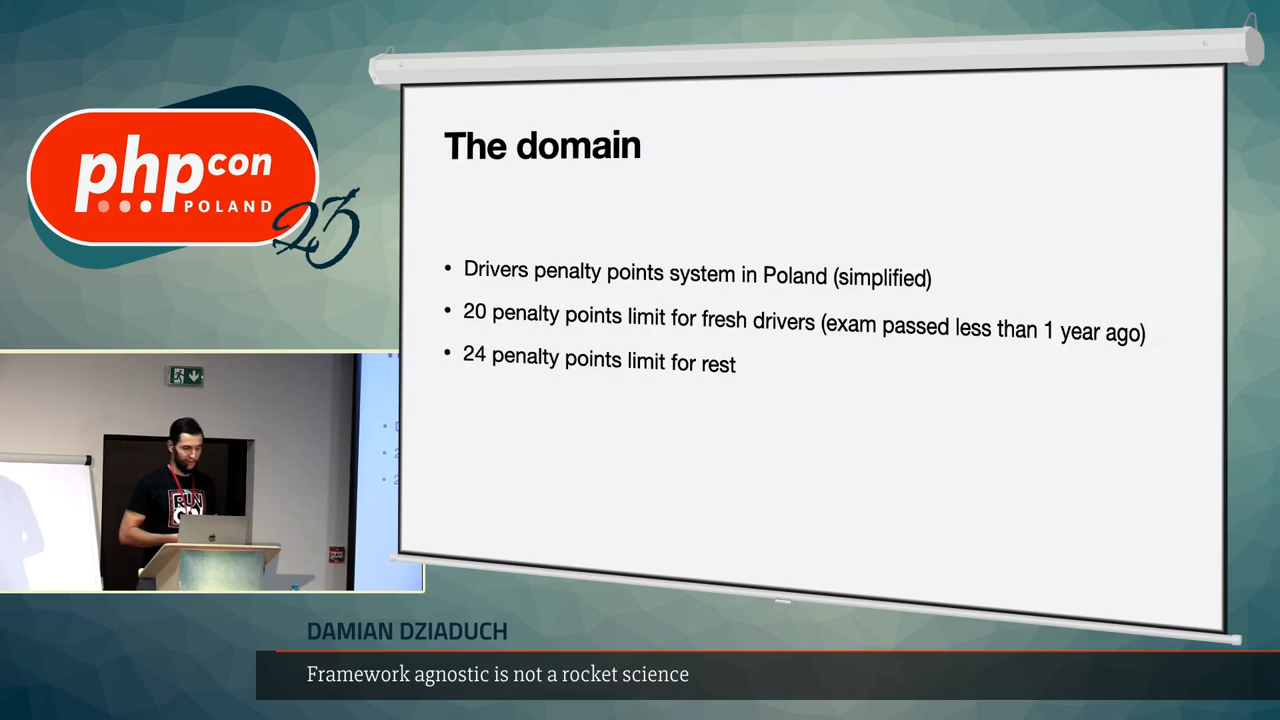 phpcon
POLAND
23
The domain
• Drivers penalty points system in Poland (simplified)
• 20 penalty points limit for fresh drivers (exam passed less than 1 year ago)
• 24 penalty points limit for rest
RUN
DAMIAN DZIADUCH
Framework agnostic is not a rocket science